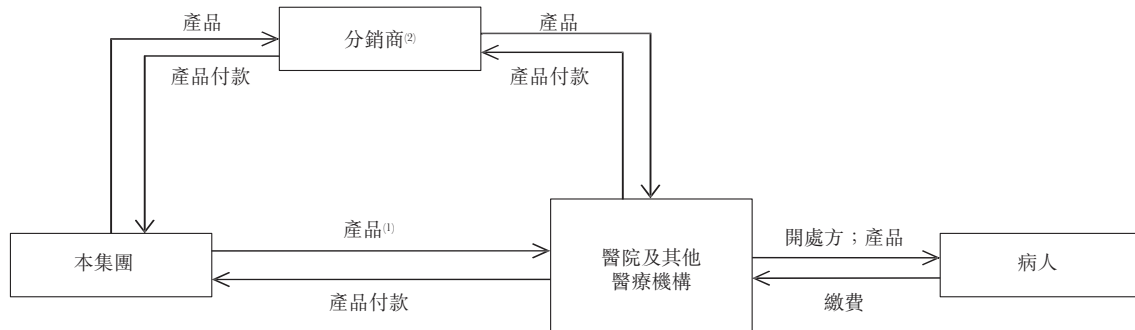 產品
分銷商(2)
產品
產品付款
產品付款
產品(1)
本集團
產品付款
醫院及其他
醫療機構
開處方；產品
繳費
病人